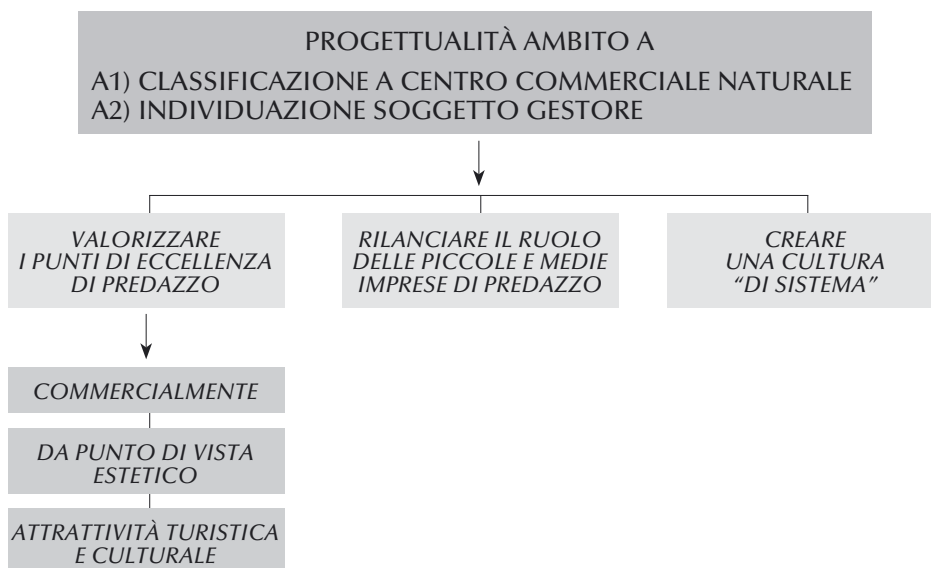 PROGETTUALITÀ AMBITO A
A1) CLASSIFICAZIONE A CENTRO COMMERCIALE NATURALE
A2) INDIVIDUAZIONE SOGGETTO GESTORE
VALORIZZARE
I PUNTI DI ECCELLENZA
DI PREDAZZO
RILANCIARE IL RUOLO
DELLE PICCOLE E MEDIE
IMPRESE DI PREDAZZO
CREARE
UNA CULTURA
“DI SISTEMA”
COMMERCIALMENTE
DA PUNTO DI VISTA
ESTETICO
ATTRATTIVITÀ TURISTICA
E CULTURALE